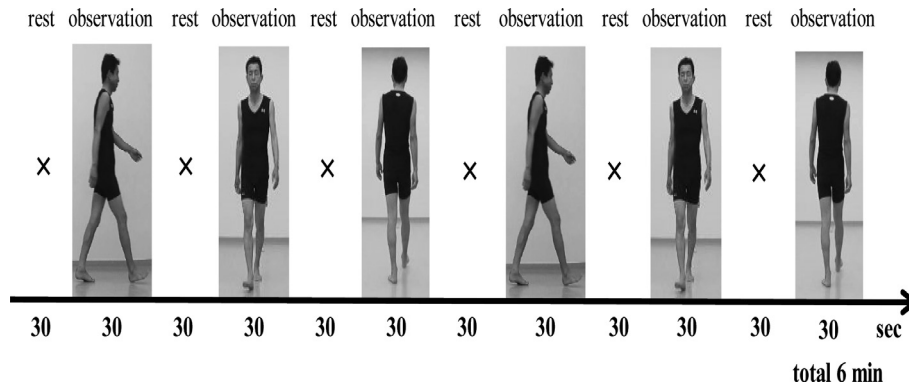 rest observation rest observation rest observation rest observation rest observation rest observation
× × × × × ×
30 30 30 30 30 30 30 30 30 30 30 30 sec
total 6 min